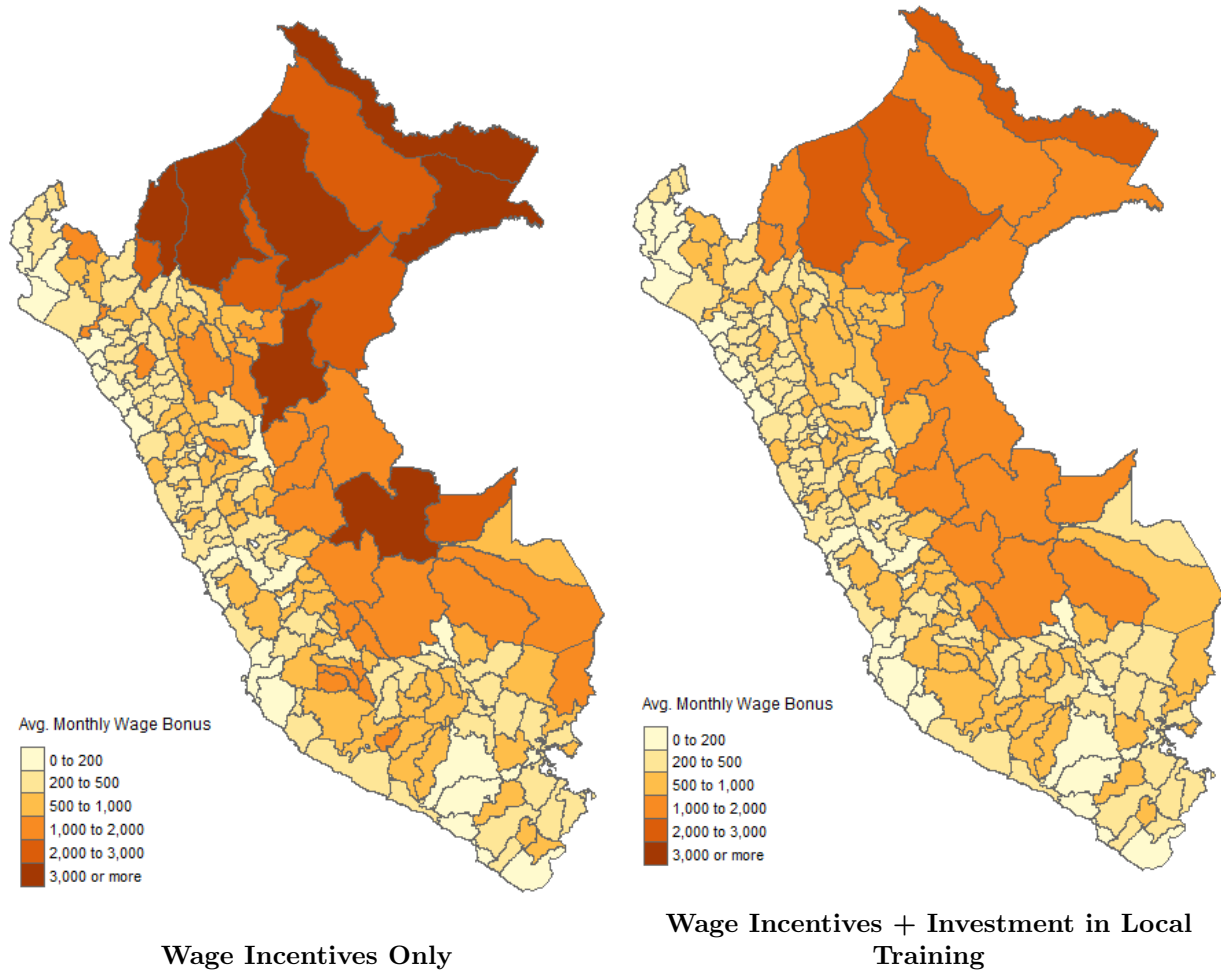 Avg. Monthly Wage Bonus
0 to 200
200 to 500
500 to 1,000
1,000 to 2,000
2,000 to 3,000
3,000 or more
Wage Incentives Only
Avg. Monthly Wage Bonus
0 to 200
200 to 500
500 to 1,000
1,000 to 2,000
2,000 to 3,000
3,000 or more
Wage Incentives + Investment in Local
Training